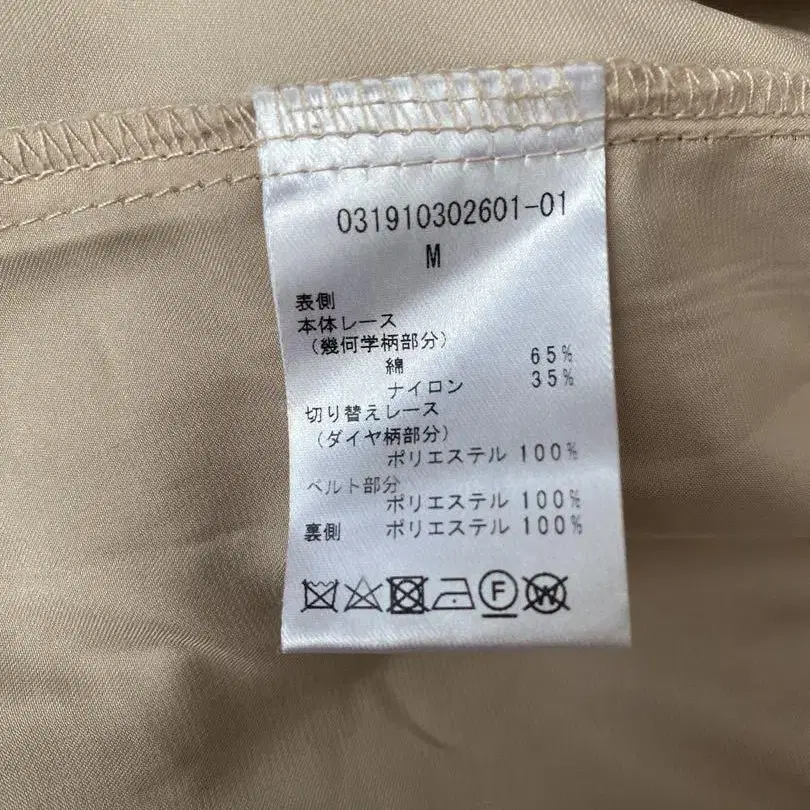 031910302601-01
M
表側
本体レース
(幾何学柄部分)
綿 65%
ナイロン 35%
切り替えレース
(ダイヤ柄部分)
ポリエステル 100%
ベルト部分
ポリエステル 100%
裏側 ポリエステル 100%
F W